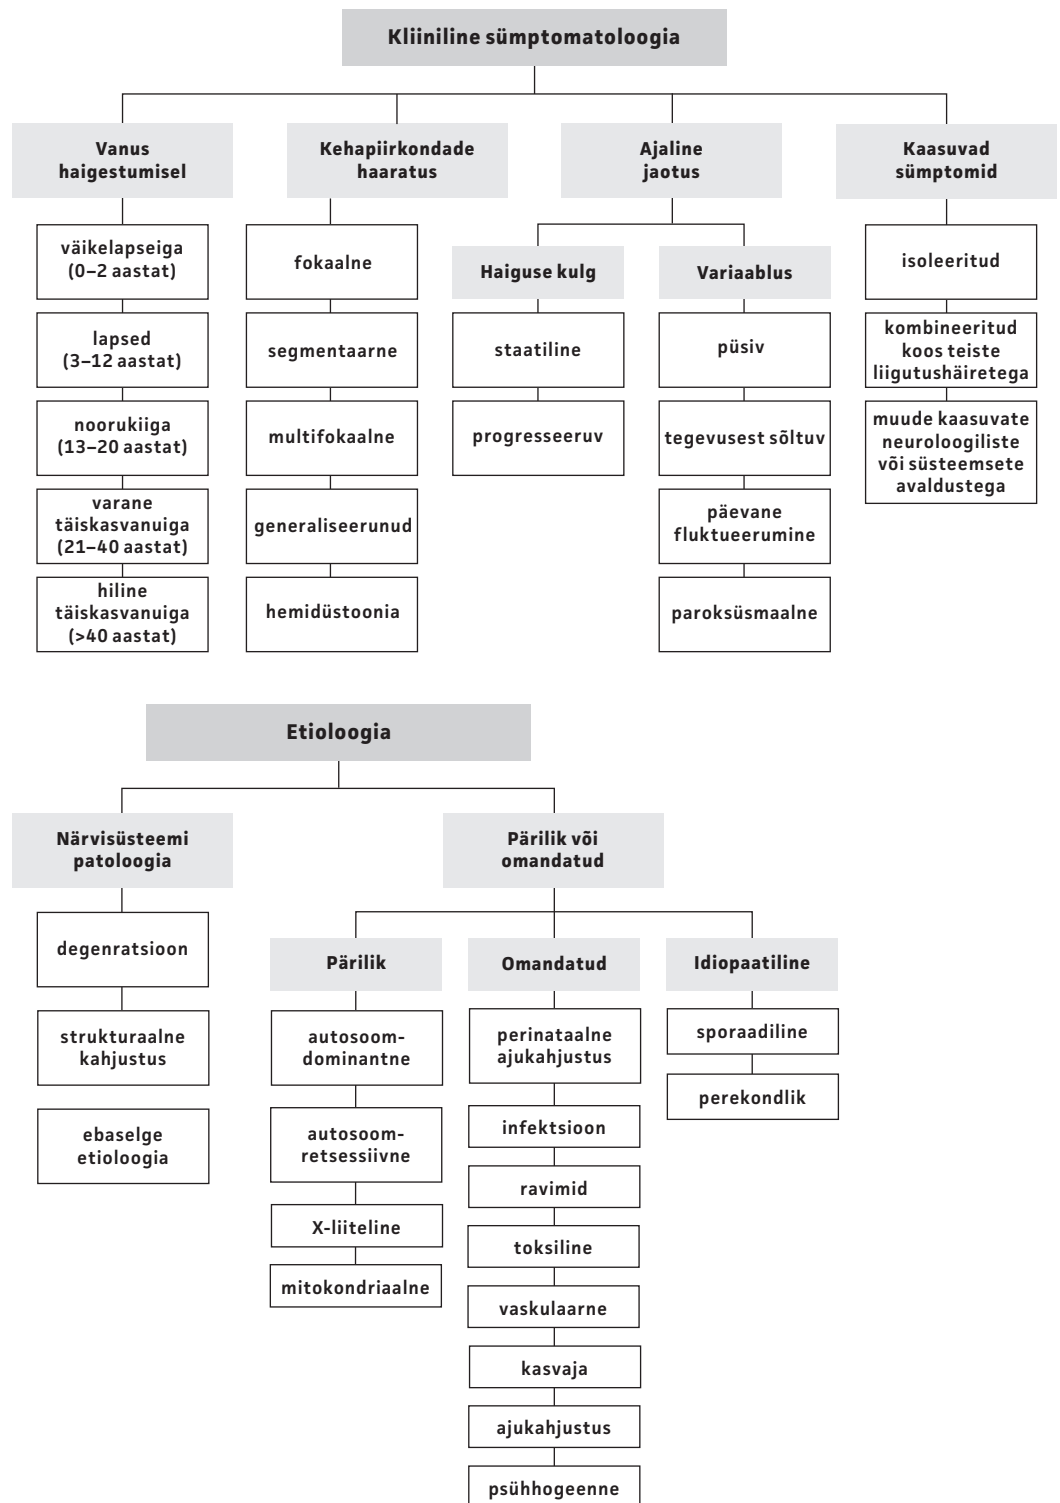 Kliiniline sümptomatoloogia
Vanus
haigestumisel
väikelapseiga
(0–2 aastat)
lapsed
(3–12 aastat)
noorukiiga
(13–20 aastat)
varane
täiskasvanuiga
(21–40 aastat)
hiline
täiskasvanuiga
(>40 aastat)
Kehapiirkondade
haaratus
fokaalne
segmentaarne
multifokaalne
generaliseerunud
hemidüstoonia
Ajaline
jaotus
Haiguse kulg
staatiline
progresseeruv
Variaablus
püsiv
tegevusest sõltuv
päevane
fluktueerumine
paroksüsmaalne
Kaasuvad
sümptomid
isoleeritud
kombineeritud
koos teiste
liigutushäiretega
muude kaasuvate
neuroloogiliste
või süsteemsete
avaldustega
Etioloogia
Närvisüsteemi
patoloogia
degenratsioon
strukturaalne
kahjustus
ebaselge
etioloogia
Pärilik või
omandatud
Pärilik
autosoom-
dominantne
autosoom-
retsessiivne
X-liiteline
mitokondriaalne
Omandatud
perinataalne
ajukahjustus
infektsioon
ravimid
toksiline
vaskulaarne
kasvaja
ajukahjustus
psühhogeenne
Idiopaatiline
sporaadiline
perekondlik